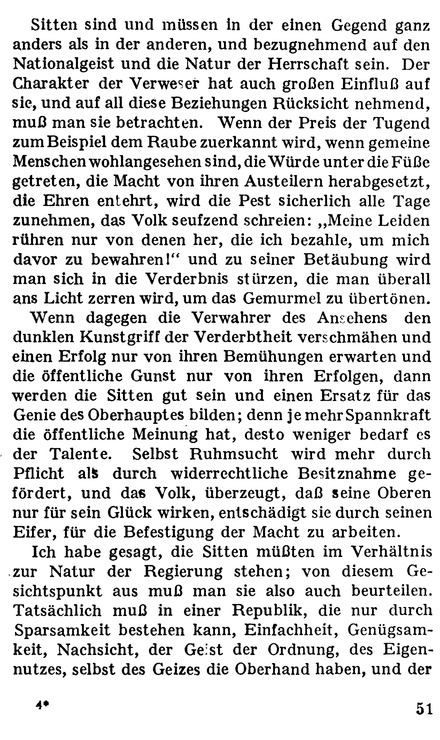 Sitten sind und müssen in der einen Gegend ganz
anders als in der anderen, und bezugnehmend auf den
Nationalgeist und die Natur der Herrschaft sein. Der
Charakter der Verweser hat auch großen Einfluß auf
sie, und auf all diese Beziehungen Rücksicht nehmend,
muß man sie betrachten. Wenn der Preis der Tugend
zum Beispiel dem Raube zuerkannt wird, wenn gemeine
Menschen wohlangesehen sind, die Würde unter die Füße
getreten, die Macht von ihren Austeilern herabgesetzt,
die Ehren entehrt, wird die Pest sicherlich alle Tage
zunehmen, das Volk seufzend schreien: „Meine Leiden
rühren nur von denen her, die ich bezahle, um mich
davor zu bewahren!“ und zu seiner Betäubung wird
man sich in die Verderbnis stürzen, die man überall
ans Licht zerren wird, um das Gemurmel zu übertönen.
Wenn dagegen die Verwahrer des Ansehens den
dunklen Kunstgriff der Verderbtheit verschmähen und
einen Erfolg nur von ihren Bemühungen erwarten und
die öffentliche Gunst nur von ihren Erfolgen, dann
werden die Sitten gut sein und einen Ersatz für das
Genie des Oberhauptes bilden; denn je mehr Spannkraft
die öffentliche Meinung hat, desto weniger bedarf es
der Talente. Selbst Ruhmsucht wird mehr durch
Pflicht als durch widerrechtliche Besitznahme ge-
fördert, und das Volk, überzeugt, daß seine Oberen
nur für sein Glück wirken, entschädigt sie durch seinen
Eifer, für die Befestigung der Macht zu arbeiten.
Ich habe gesagt, die Sitten müßten im Verhältnis
zur Natur der Regierung stehen; von diesem Ge-
sichtspunkt aus muß man sie also auch beurteilen.
Tatsächlich muß in einer Republik, die nur durch
Sparsamkeit bestehen kann, Einfachheit, Genügsam-
keit, Nachsicht, der Geist der Ordnung, des Eigen-
nutzes, selbst des Geizes die Oberhand haben, und der
4* 51